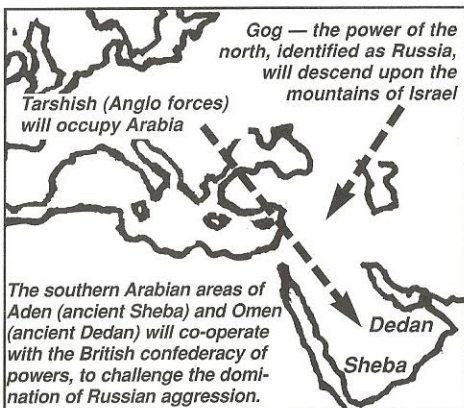 Gog — the power of the
north, identified as Russia,
will descend upon the
mountains of Israel
Tarshish (Anglo forces)
will occupy Arabia
The southern Arabian areas of
Aden (ancient Sheba) and Omen
(ancient Dedan) will co-operate
with the British confederacy of
powers, to challenge the domi-
nation of Russian aggression.
Dedan
Sheba